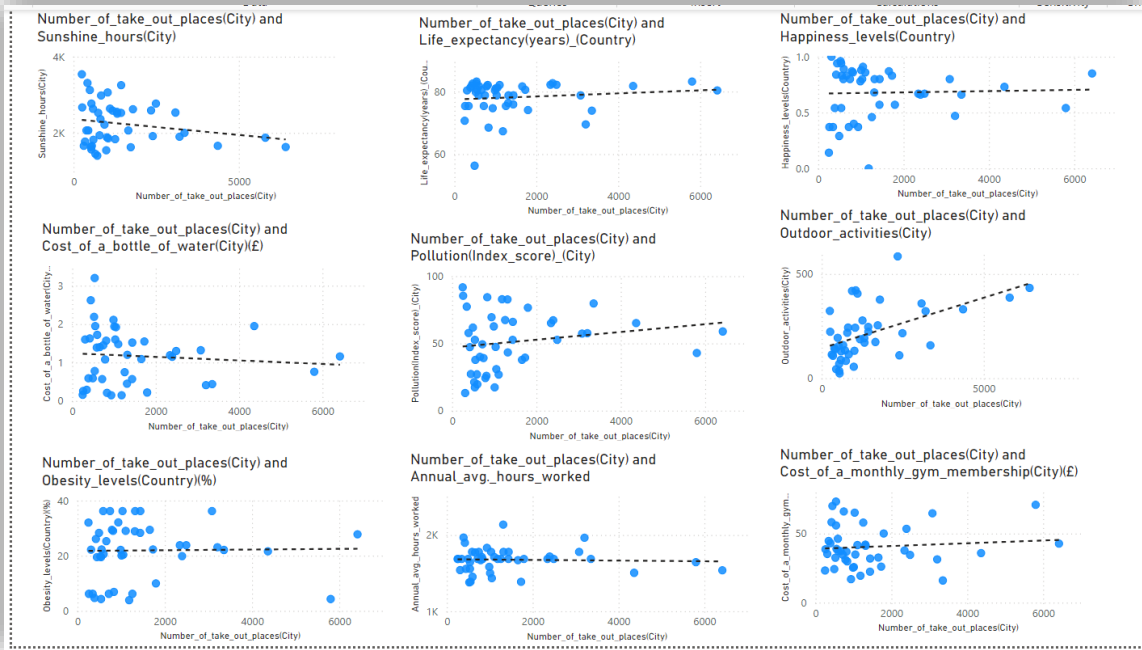 Number_of_take_out_places(City) and
Sunshine_hours(City)
Sunshine_hours(City)
4K
2K
0
5000
Number_of_take_out_places(City)
Number_of_take_out_places(City) and
Life_expectancy(years)_(Country)
Life_expectancy(years)_(Cou...
80
60
0
2000
4000
6000
Number_of_take_out_places(City)
Number_of_take_out_places(City) and
Happiness_levels(Country)
Happiness_levels(Country)
1.0
0.5
0.0
0
2000
4000
6000
Number_of_take_out_places(City)
Number_of_take_out_places(City) and
Cost_of_a_bottle_of_water(City)(£)
Cost_of_a_bottle_of_water(City...
3
2
1
0
0
2000
4000
6000
Number_of_take_out_places(City)
Number_of_take_out_places(City) and
Pollution(Index_score)_(City)
Pollution(Index_score)_(City)
100
50
0
0
2000
4000
6000
Number_of_take_out_places(City)
Number_of_take_out_places(City) and
Outdoor_activities(City)
Outdoor_activities(City)
500
0
0
5000
Number_of_take_out_places(City)
Number_of_take_out_places(City) and
Obesity_levels(Country)(%)
Obesity_levels(Country)(%)
40
20
0
0
2000
4000
6000
Number_of_take_out_places(City)
Number_of_take_out_places(City) and
Annual_avg._hours_worked
Annual_avg._hours_worked
2K
1K
0
2000
4000
6000
Number_of_take_out_places(City)
Number_of_take_out_places(City) and
Cost_of_a_monthly_gym_membership(City)(£)
Cost_of_a_monthly_gym...
50
0
0
2000
4000
6000
Number_of_take_out_places(City)